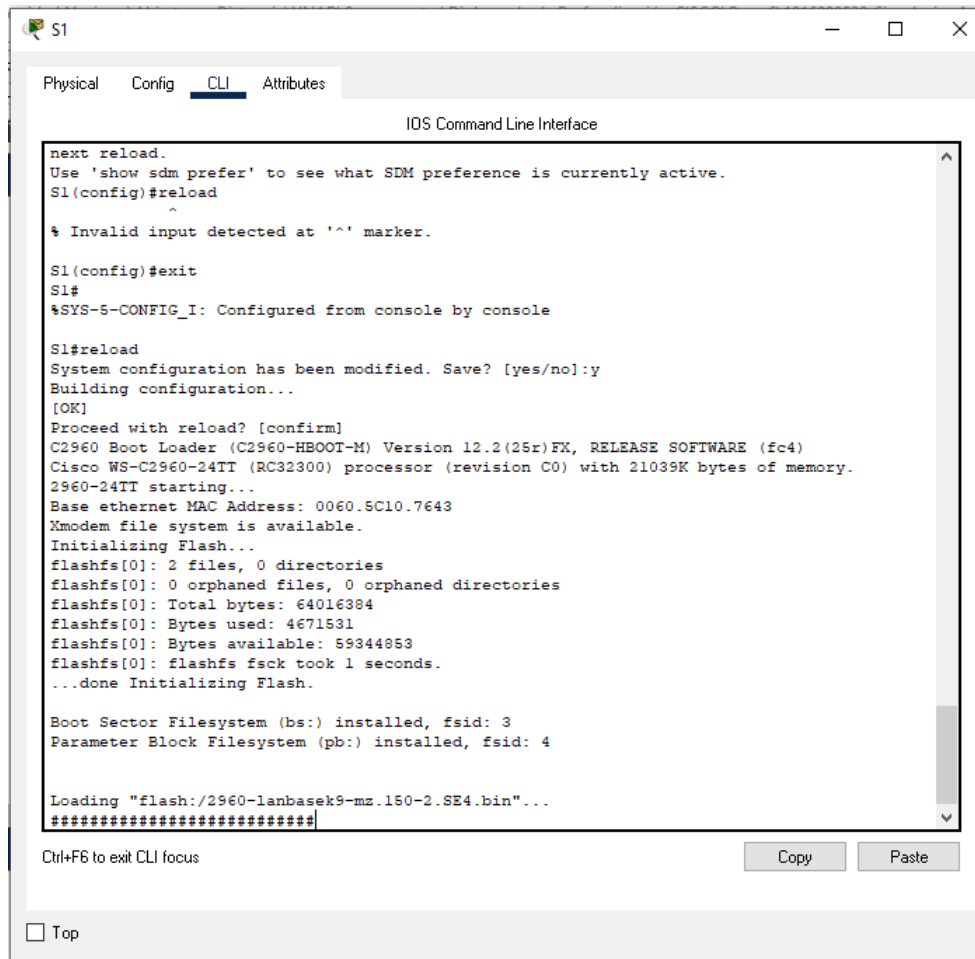 S1
Physical Config CLI Attributes
IOS Command Line Interface
next reload.
Use 'show sdm prefer' to see what SDM preference is currently active.
S1(config)#reload
^
% Invalid input detected at '^' marker.
S1(config)#exit
S1#
%SYS-5-CONFIG_I: Configured from console by console
S1#reload
System configuration has been modified. Save? [yes/no]:y
Building configuration...
[OK]
Proceed with reload? [confirm]
C2960 Boot Loader (C2960-HBOOT-M) Version 12.2(25r)FX, RELEASE SOFTWARE (fc4)
Cisco WS-C2960-24TT (RC32300) processor (revision C0) with 21039K bytes of memory.
2960-24TT starting...
Base ethernet MAC Address: 0060.5C10.7643
Xmodem file system is available.
Initializing Flash...
flashfs[0]: 2 files, 0 directories
flashfs[0]: 0 orphaned files, 0 orphaned directories
flashfs[0]: Total bytes: 64016384
flashfs[0]: Bytes used: 4671531
flashfs[0]: Bytes available: 59344853
flashfs[0]: flashfs fsck took 1 seconds.
...done Initializing Flash.
Boot Sector Filesystem (bs:) installed, fsid: 3
Parameter Block Filesystem (pb:) installed, fsid: 4
Loading "flash:/2960-lanbasek9-mz.150-2.SE4.bin"...
###########################
Ctrl+F6 to exit CLI focus
Copy Paste
Top